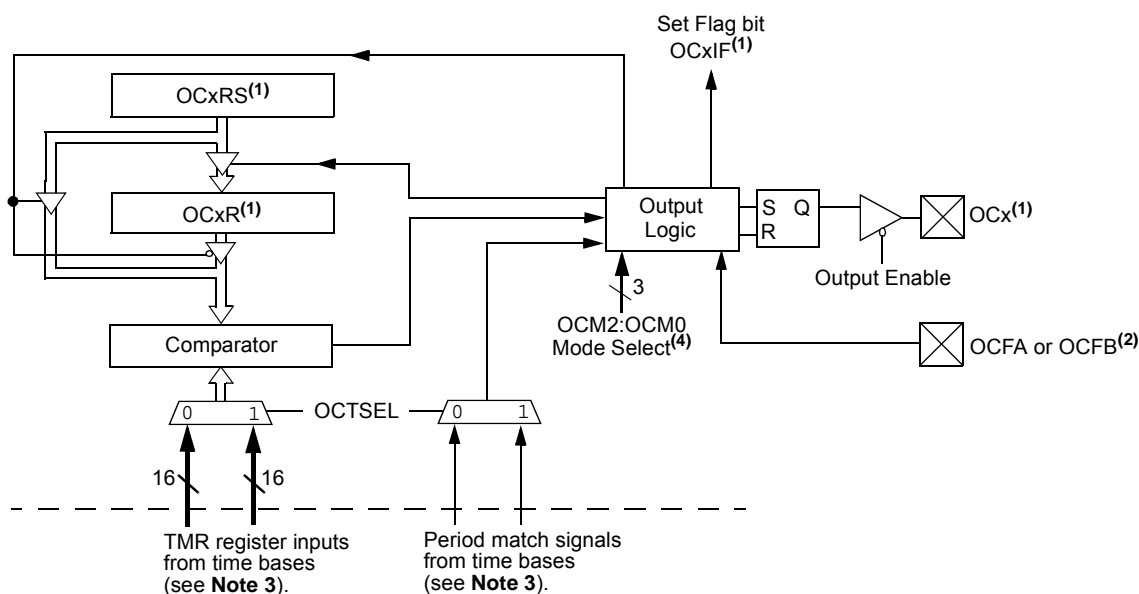 Set Flag bit
OCxIF(1)
OCxRS(1)
OCxR(1)
Output
Logic
S Q
R
OCx(1)
Output Enable
3
OCM2:OCM0
Mode Select(4)
Comparator
OCFA or OCFB(2)
0 1
OCTSEL
0 1
16
16
TMR register inputs
from time bases
(see Note 3).
Period match signals
from time bases
(see Note 3).